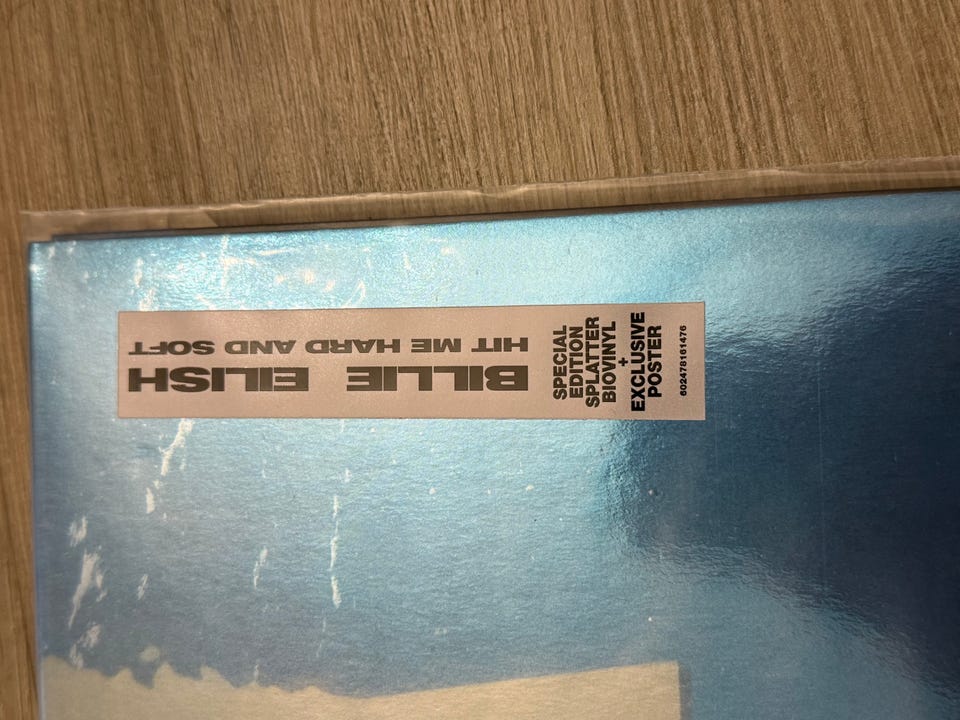 BILLIE EILISH
HIT ME HARD AND SOFT
SPECIAL
EDITION
SPLATTER
BIOVINYL
+
EXCLUSIVE
POSTER
602478161476